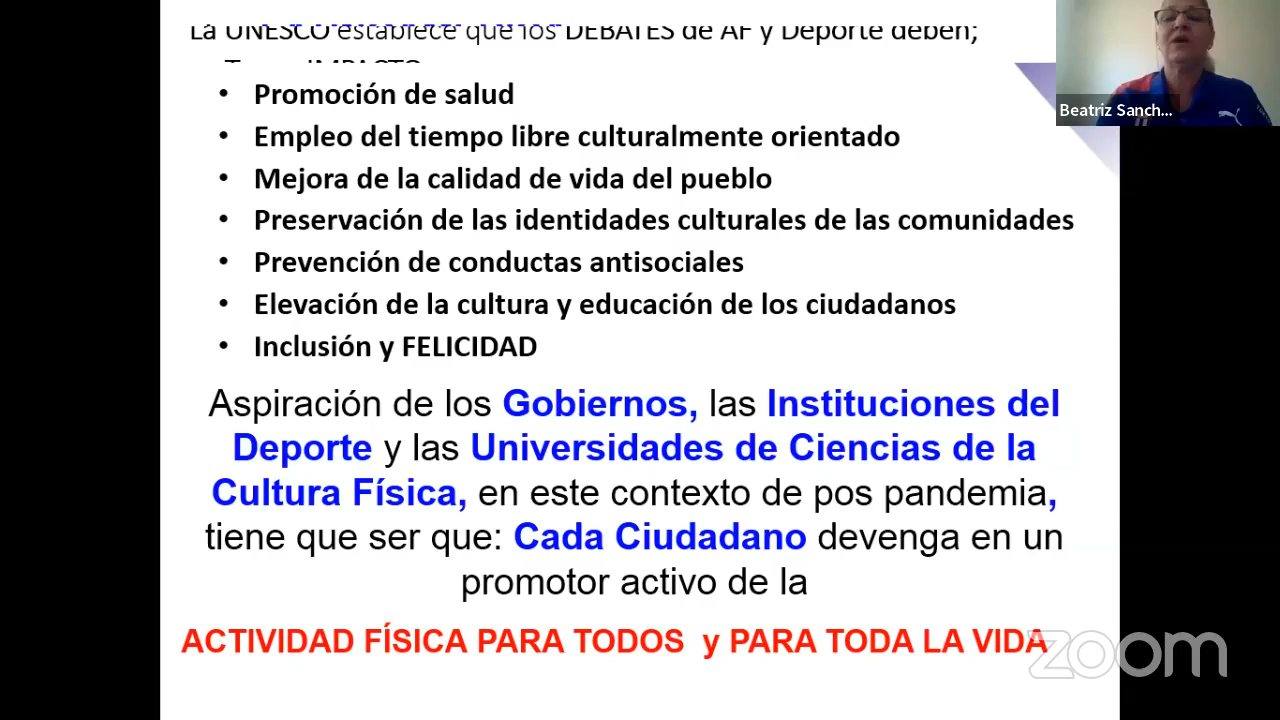 La UNESCO establece que los DEBATES de AF y Deporte deben;
IMPACTO
• Promoción de salud
• Empleo del tiempo libre culturalmente orientado
• Mejora de la calidad de vida del pueblo
• Preservación de las identidades culturales de las comunidades
• Prevención de conductas antisociales
• Elevación de la cultura y educación de los ciudadanos
• Inclusión y FELICIDAD
Aspiración de los Gobiernos, las Instituciones del
Deporte y las Universidades de Ciencias de la
Cultura Física, en este contexto de pos pandemia,
tiene que ser que: Cada Ciudadano devenga en un
promotor activo de la
ACTIVIDAD FÍSICA PARA TODOS y PARA TODA LA VIDA
Beatriz Sanch...
zoom